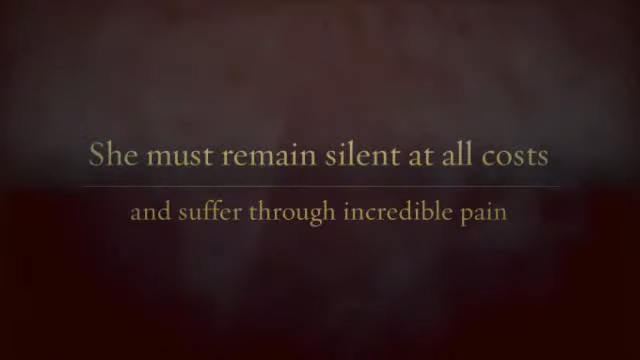 She must remain silent at all costs
and suffer through incredible pain